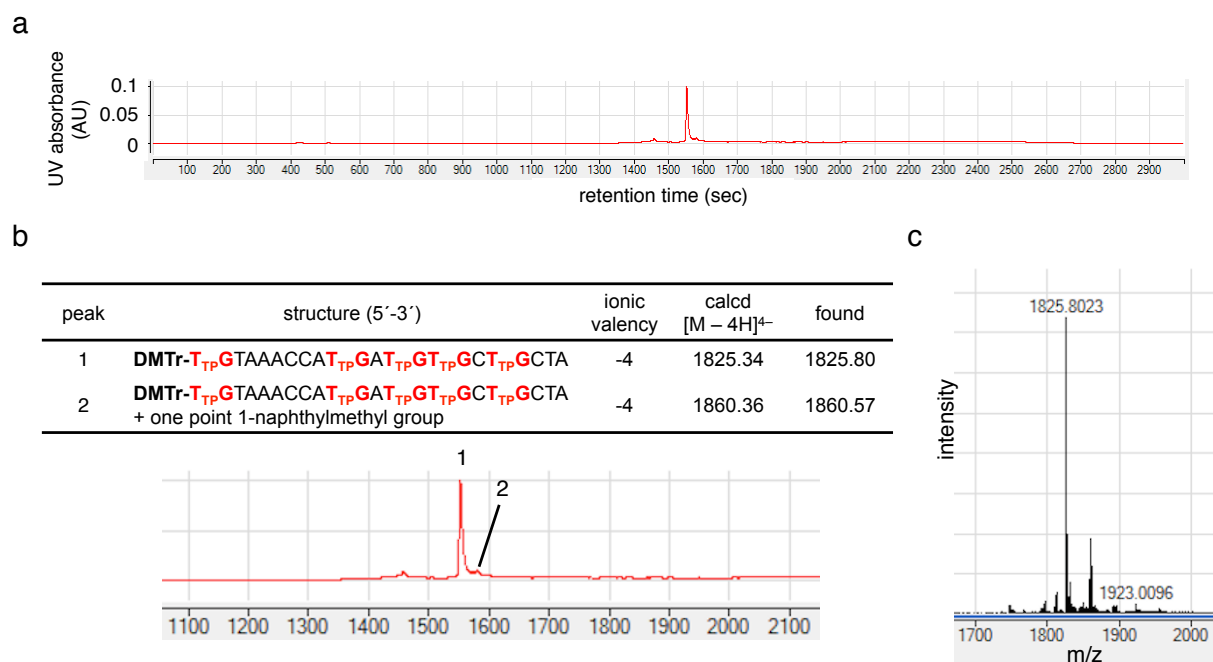 a
UV absorbance
(AU)
0.1
0.05
0
100 200 300 400 500 600 700 800 900 1000 1100 1200 1300 1400 1500 1600 1700 1800 1900 2000 2100 2200 2300 2400 2500 2600 2700 2800 2900
retention time (sec)
b
peak structure (5´-3´) ionic valency calcd [M – 4H]4– found
1 DMTr-TTPGTAAACCATTPGATTPGTTPGCTTPGCTA -4 1825.34 1825.80
2 DMTr-TTPGTAAACCATTPGATTPGTTPGCTTPGCTA + one point 1-naphthylmethyl group -4 1860.36 1860.57
1
2
1100 1200 1300 1400 1500 1600 1700 1800 1900 2000 2100
c
intensity
1825.8023
1923.0096
1700 1800 1900 2000
m/z